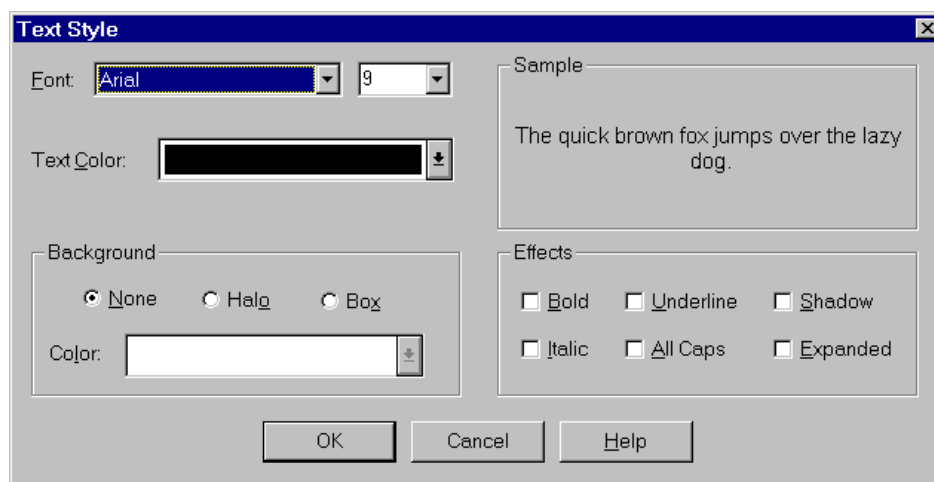 Text Style
Font: Arial 9
Text Color:
Sample
The quick brown fox jumps over the lazy
dog.
Background
None Halo Box
Color:
Effects
Bold Underline Shadow
Italic All Caps Expanded
OK Cancel Help